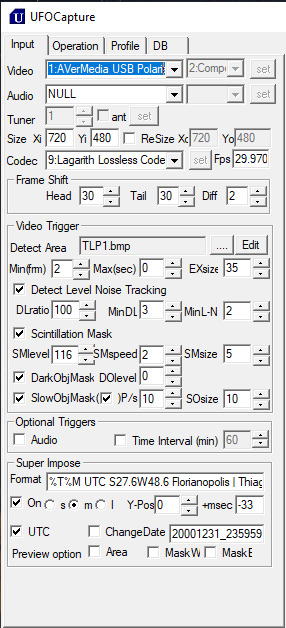 UFOCapture
Input Operation Profile DB
Video 1:AVerMedia USB Polari 2:Comp set
Audio NULL set
Tuner 1 ant set
Size Xi 720 Yi 480 ReSize Xo 720 Yo 480
Codec 9:Lagarith Lossless Code set Fps 29.970
Frame Shift
Head 30 Tail 30 Diff 2
Video Trigger
Detect Area TLP1.bmp .... Edit
Min(frm) 2 Max(sec) 0 EXsize 35
Detect Level Noise Tracking
DLratio 100 MinDL 3 MinL-N 2
Scintillation Mask
SMlevel 116 SMspeed 2 SMsize 5
DarkObjMask DOlevel 0
SlowObjMask( )P/s 10 SOsize 10
Optional Triggers
Audio Time Interval (min) 60
Super Impose
Format %T%M UTC S27.6W48.6 Florianopolis | Thiag
On s m l Y-Pos 0 +msec -33
UTC ChangeDate 20001231_235959
Preview option Area MaskW MaskE